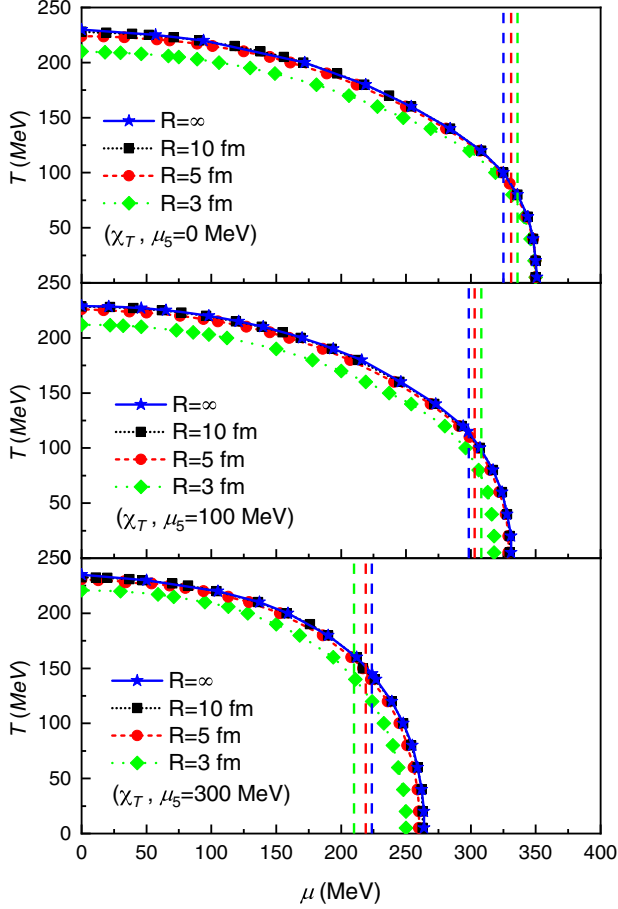 T (MeV)
200
150
100
50
250
R=∞
R=10 fm
R=5 fm
R=3 fm
(χT , μ5=0 MeV)
T (MeV)
200
150
100
50
250
R=∞
R=10 fm
R=5 fm
R=3 fm
(χT , μ5=100 MeV)
T (MeV)
200
150
100
50
0
R=∞
R=10 fm
R=5 fm
R=3 fm
(χT , μ5=300 MeV)
0 50 100 150 200 250 300 350 400
μ (MeV)